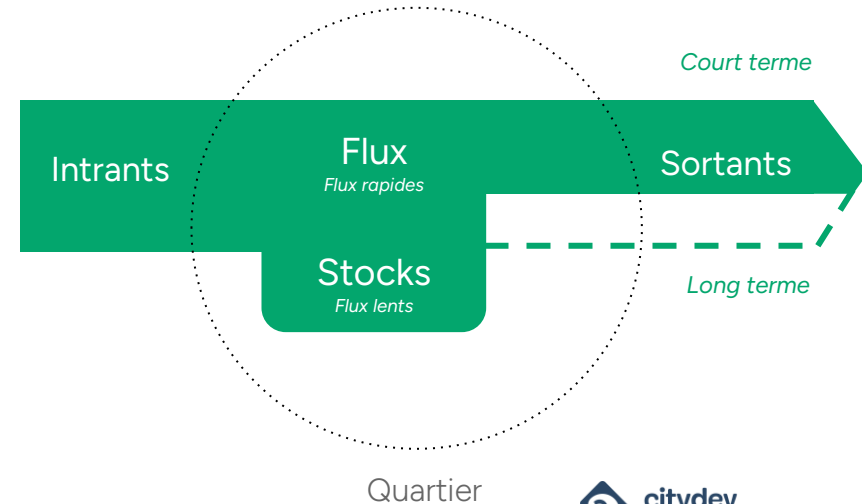 Court terme
Intrants
Flux
Flux rapides
Sortants
Stocks
Flux lents
Long terme
Quartier
citydev